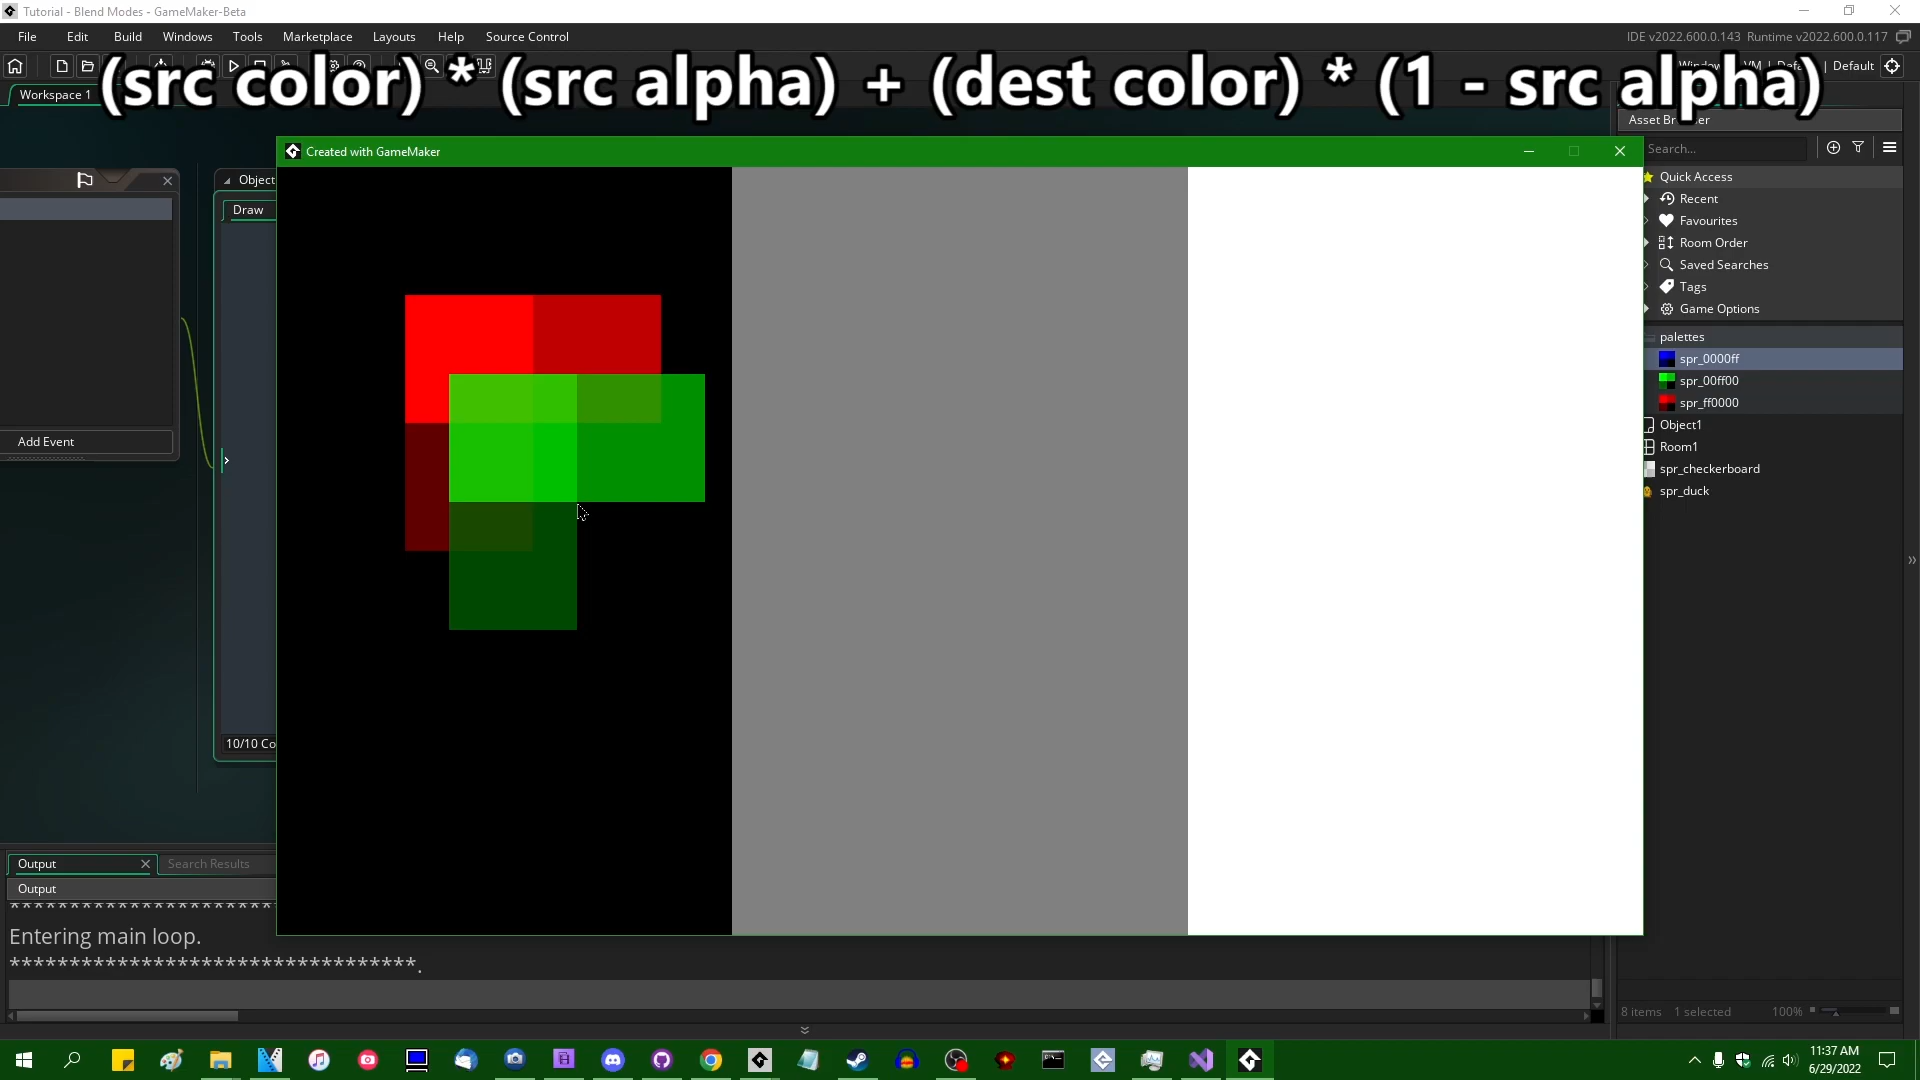 Tutorial - Blend Modes - GameMaker-Beta
File Edit Build Windows Tools Marketplace Layouts Help Source Control
IDE v2022.600.0.143 Runtime v2022.600.0.117
| Default
(src color) * (src alpha) + (dest color) * (1 - src alpha)
Workspace 1
Created with GameMaker
Search...
Quick Access
Object
Recent
Draw
Favourites
Room Order
Saved Searches
Tags
Game Options
palettes
spr_0000ff
spr_00ff00
spr_ff0000
Object1
Add Event
Room1
spr_checkerboard
spr_duck
10/10 Co
Output Search Results
Output
***********************
Entering main loop.
**********************************.
8 items 1 selected 100%
11:37 AM
6/29/2022